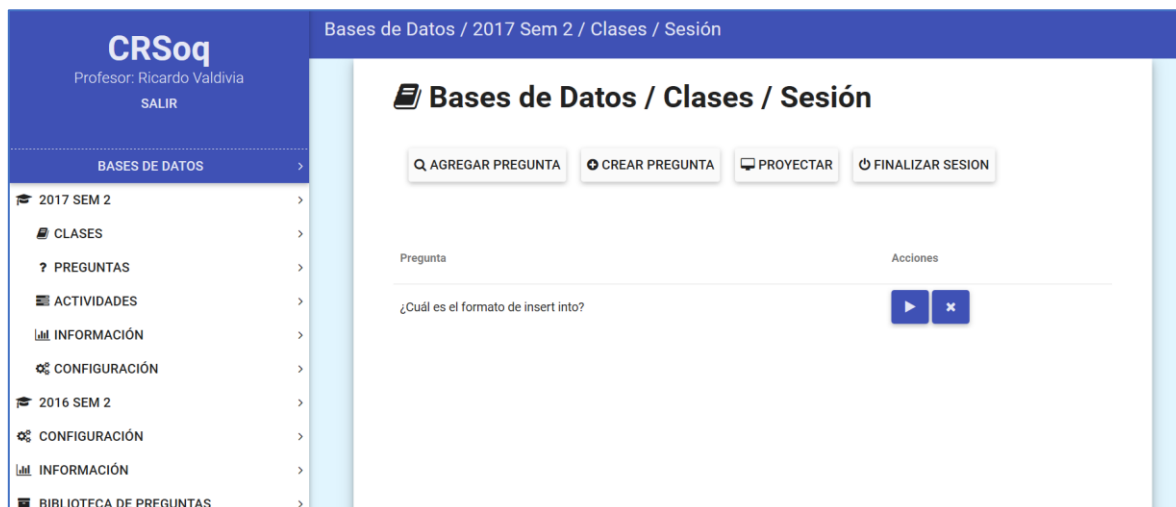 CRSoq
Profesor: Ricardo Valdivia
SALIR
BASES DE DATOS
2017 SEM 2
CLASES
? PREGUNTAS
ACTIVIDADES
INFORMACIÓN
CONFIGURACIÓN
2016 SEM 2
CONFIGURACIÓN
INFORMACIÓN
BIBLIOTECA DE PREGUNTAS
Bases de Datos / 2017 Sem 2 / Clases / Sesión
Bases de Datos / Clases / Sesión
AGREGAR PREGUNTA CREAR PREGUNTA PROYECTAR FINALIZAR SESION
Pregunta Acciones
¿Cuál es el formato de insert into?